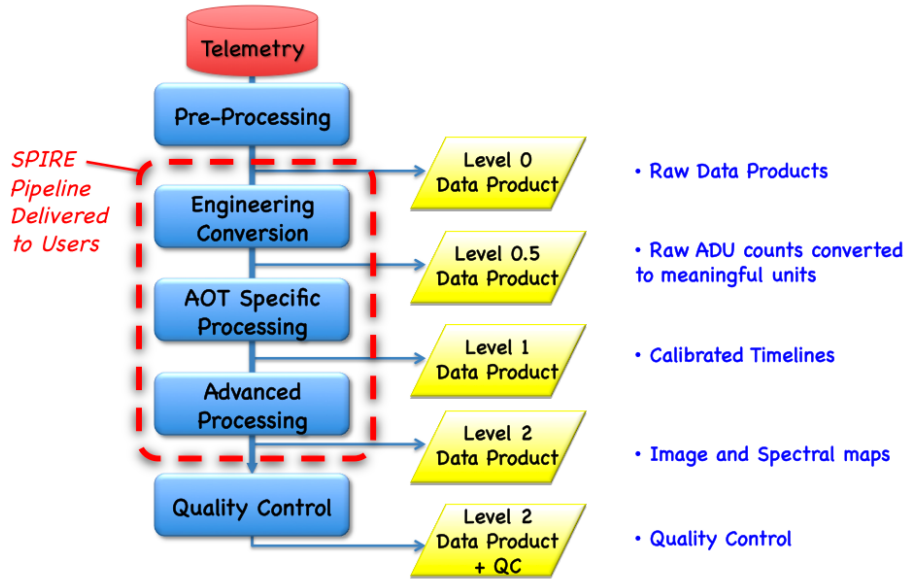 Telemetry
Pre-Processing
SPIRE
Pipeline
Delivered
to Users
Level 0
Data Product
• Raw Data Products
Engineering
Conversion
Level 0.5
Data Product
• Raw ADU counts converted
to meaningful units
AOT Specific
Processing
Level 1
Data Product
• Calibrated Timelines
Advanced
Processing
Level 2
Data Product
• Image and Spectral maps
Quality Control
Level 2
Data Product
+ QC
• Quality Control